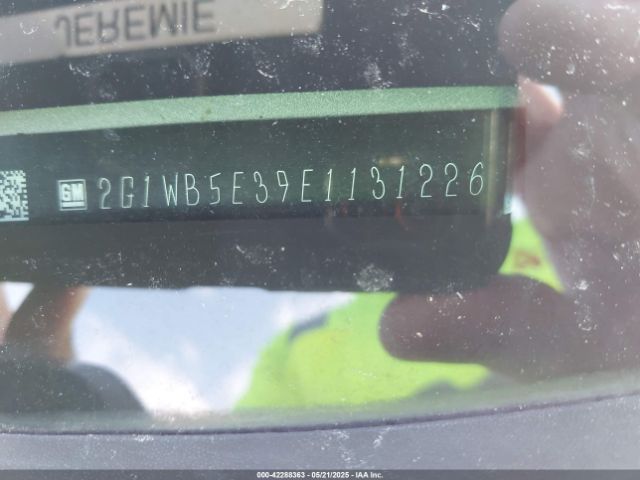 JEREMIE
GM 2G1WB5E39E1131226
000-42288363 - 05/21/2025 - © IAA Inc.